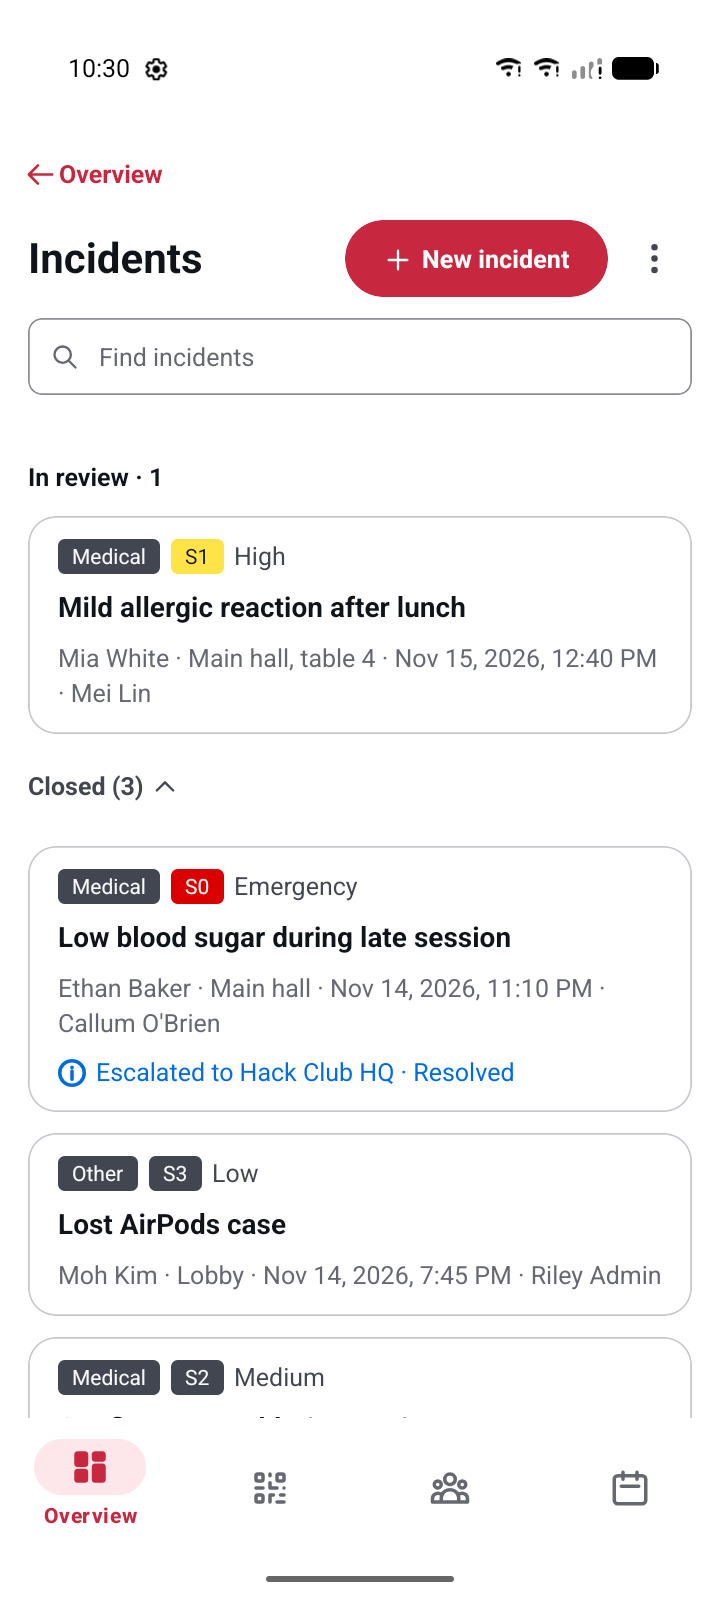 10:30
Overview
Incidents
New incident
Find incidents
In review · 1
Medical S1 High
Mild allergic reaction after lunch
Mia White · Main hall, table 4 · Nov 15, 2026, 12:40 PM
· Mei Lin
Closed (3)
Medical S0 Emergency
Low blood sugar during late session
Ethan Baker · Main hall · Nov 14, 2026, 11:10 PM ·
Callum O'Brien
Escalated to Hack Club HQ · Resolved
Other S3 Low
Lost AirPods case
Moh Kim · Lobby · Nov 14, 2026, 7:45 PM · Riley Admin
Medical S2 Medium
Overview